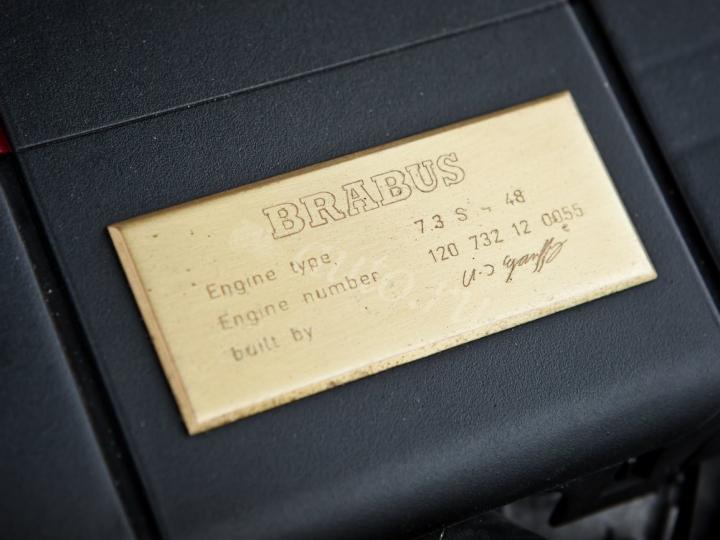 BRABUS
Engine type 7.3 S - 48
Engine number 120 732 12 0055
built by